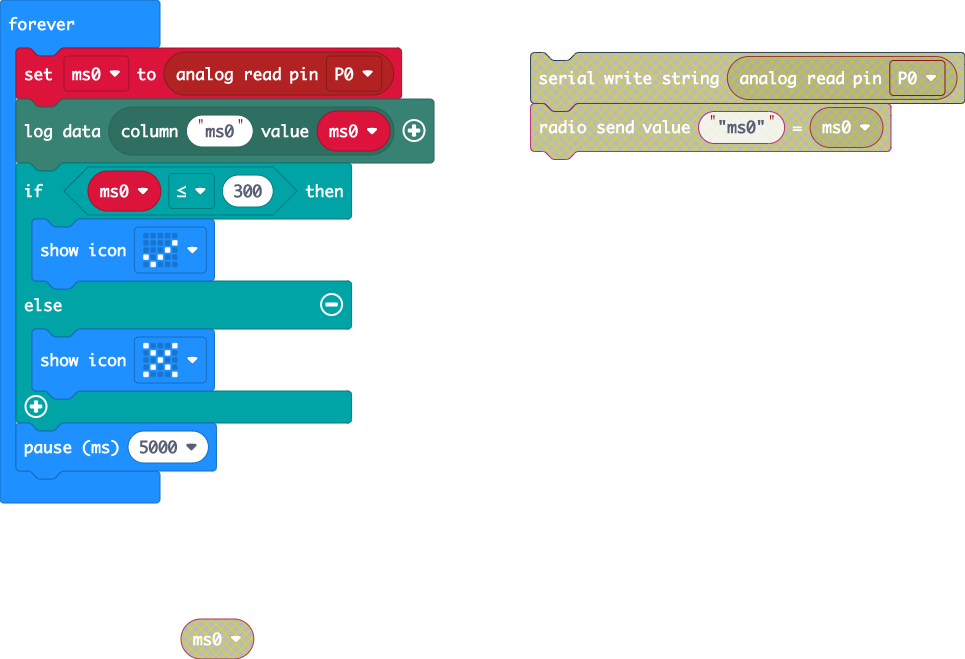 forever
set ms0 to analog read pin P0
log data column "ms0" value ms0
if ms0 ≤ 300 then
show icon
else
show icon
pause (ms) 5000
serial write string analog read pin P0
radio send value ""ms0"" = ms0
ms0